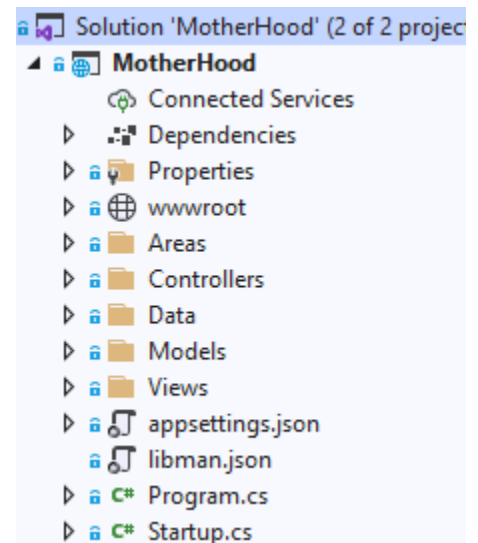 Solution 'MotherHood' (2 of 2 projec
MotherHood
Connected Services
Dependencies
Properties
wwwroot
Areas
Controllers
Data
Models
Views
appsettings.json
libman.json
C# Program.cs
C# Startup.cs